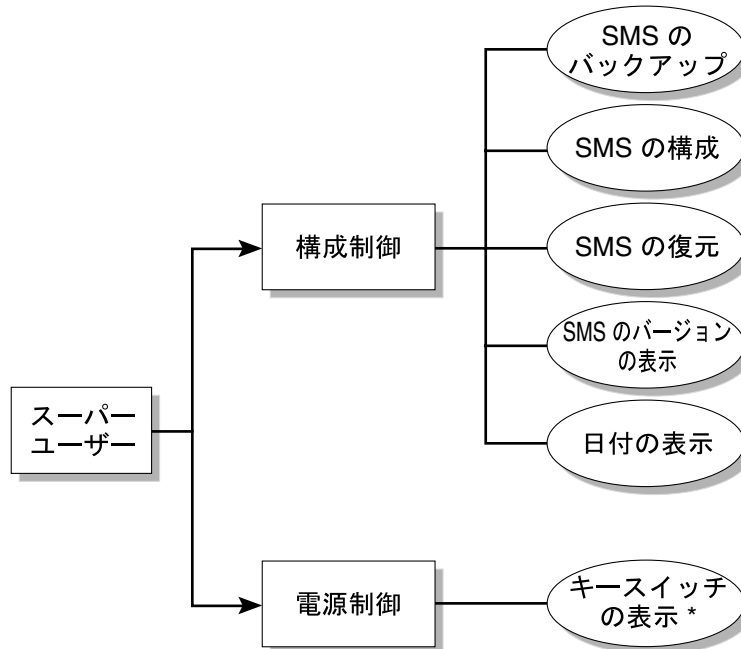 SMS の
バックアップ
SMS の構成
構成制御
SMS の復元
SMS のバージョン
の表示
スーパー
ユーザー
日付の表示
電源制御
キースイッチ
の表示 *